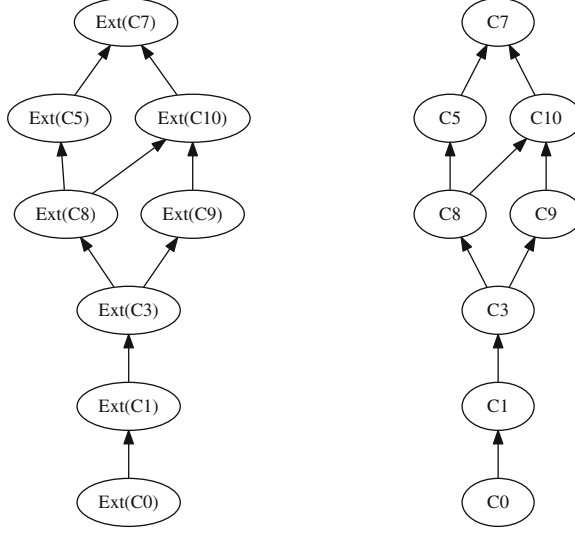 Ext(C7)
Ext(C5)
Ext(C10)
Ext(C8)
Ext(C9)
Ext(C3)
Ext(C1)
Ext(C0)
C7
C5
C10
C8
C9
C3
C1
C0